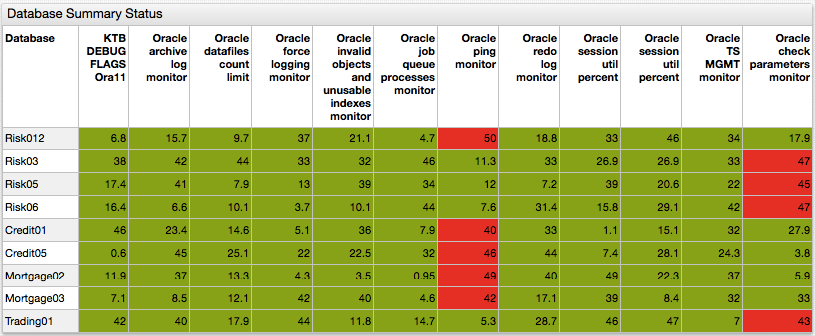 Database Summary Status
Database KTB DEBUG FLAGS Ora11 Oracle archive log monitor Oracle datafiles count limit Oracle force logging monitor Oracle invalid objects and unusable indexes monitor Oracle job queue processes monitor Oracle ping monitor Oracle redo log monitor Oracle session util percent Oracle session util percent Oracle TS MGMT monitor Oracle check parameters monitor
Risk012 6.8 15.7 9.7 37 21.1 4.7 50 18.8 33 46 34 17.9
Risk03 38 42 44 33 32 46 11.3 33 26.9 26.9 33 47
Risk05 17.4 41 7.9 13 39 34 12 7.2 39 20.6 22 45
Risk06 16.4 6.6 10.1 3.7 10.1 44 7.6 31.4 15.8 29.1 42 47
Credit01 46 23.4 14.6 5.1 36 7.9 40 33 1.1 15.1 32 27.9
Credit05 0.6 45 25.1 22 22.5 32 46 44 7.4 28.1 24.3 3.8
Mortgage02 11.9 37 13.3 4.3 3.5 0.95 49 40 49 22.3 37 5.9
Mortgage03 7.1 8.5 12.1 42 40 4.6 42 17.1 39 8.4 32 33
Trading01 42 40 17.9 44 11.8 14.7 5.3 28.7 46 47 7 43